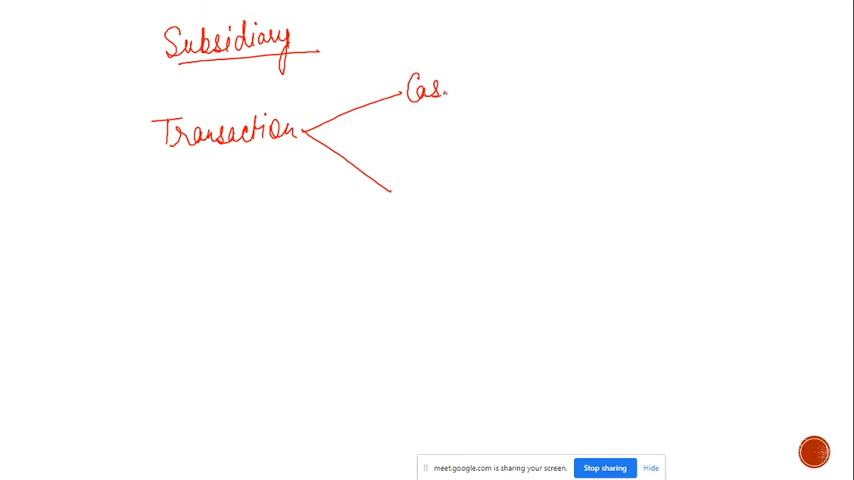 Subsidiary
Cas
Transaction
meet.google.com is sharing your screen. Stop sharing Hide